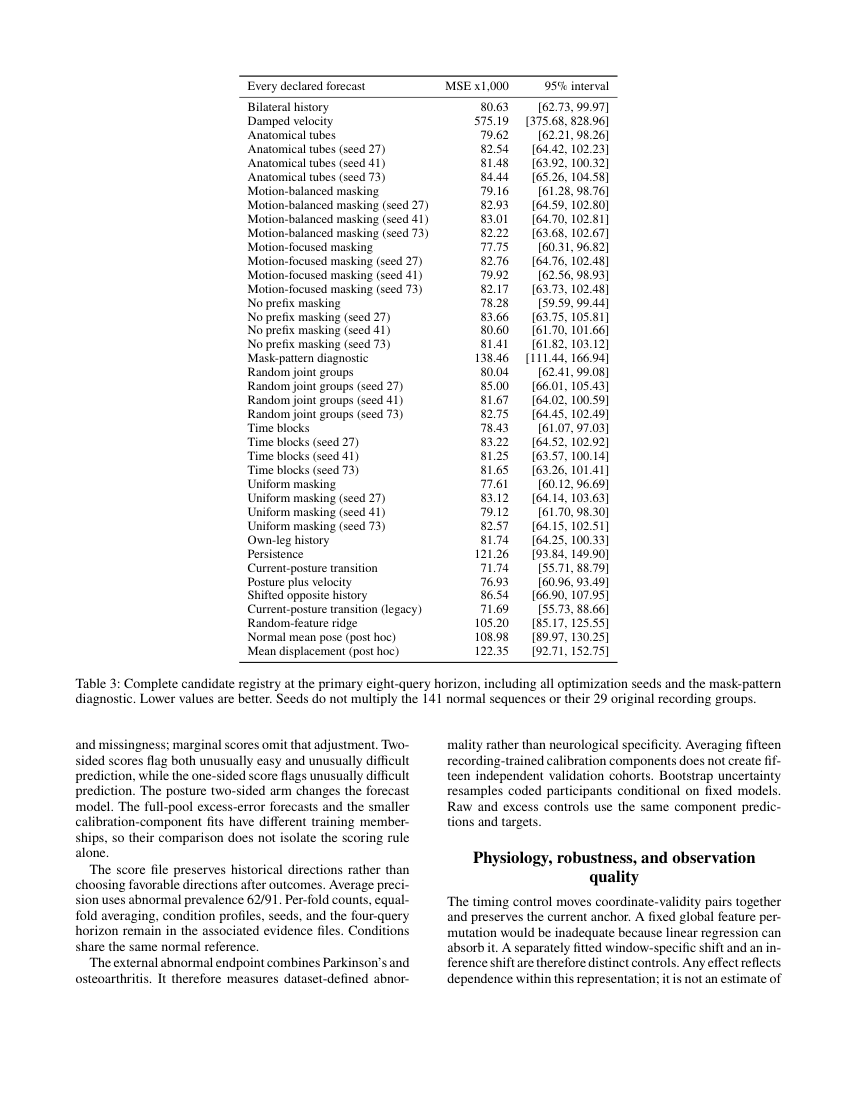 Every declared forecast MSE x1,000 95% interval
Bilateral history 80.63 [62.73, 99.97]
Damped velocity 575.19 [375.68, 828.96]
Anatomical tubes 79.62 [62.21, 98.26]
Anatomical tubes (seed 27) 82.54 [64.42, 102.23]
Anatomical tubes (seed 41) 81.48 [63.92, 100.32]
Anatomical tubes (seed 73) 84.44 [65.26, 104.58]
Motion-balanced masking 79.16 [61.28, 98.76]
Motion-balanced masking (seed 27) 82.93 [64.59, 102.80]
Motion-balanced masking (seed 41) 83.01 [64.70, 102.81]
Motion-balanced masking (seed 73) 82.22 [63.68, 102.67]
Motion-focused masking 77.75 [60.31, 96.82]
Motion-focused masking (seed 27) 82.76 [64.76, 102.48]
Motion-focused masking (seed 41) 79.92 [62.56, 98.93]
Motion-focused masking (seed 73) 82.17 [63.73, 102.48]
No prefix masking 78.28 [59.59, 99.44]
No prefix masking (seed 27) 83.66 [63.75, 105.81]
No prefix masking (seed 41) 80.60 [61.70, 101.66]
No prefix masking (seed 73) 81.41 [61.82, 103.12]
Mask-pattern diagnostic 138.46 [111.44, 166.94]
Random joint groups 80.04 [62.41, 99.08]
Random joint groups (seed 27) 85.00 [66.01, 105.43]
Random joint groups (seed 41) 81.67 [64.02, 100.59]
Random joint groups (seed 73) 82.75 [64.45, 102.49]
Time blocks 78.43 [61.07, 97.03]
Time blocks (seed 27) 83.22 [64.52, 102.92]
Time blocks (seed 41) 81.25 [63.57, 100.14]
Time blocks (seed 73) 81.65 [63.26, 101.41]
Uniform masking 77.61 [60.12, 96.69]
Uniform masking (seed 27) 83.12 [64.14, 103.63]
Uniform masking (seed 41) 79.12 [61.70, 98.30]
Uniform masking (seed 73) 82.57 [64.15, 102.51]
Own-leg history 81.74 [64.25, 100.33]
Persistence 121.26 [93.84, 149.90]
Current-posture transition 71.74 [55.71, 88.79]
Posture plus velocity 76.93 [60.96, 93.49]
Shifted opposite history 86.54 [66.90, 107.95]
Current-posture transition (legacy) 71.69 [55.73, 88.66]
Random-feature ridge 105.20 [85.17, 125.55]
Normal mean pose (post hoc) 108.98 [89.97, 130.25]
Mean displacement (post hoc) 122.35 [92.71, 152.75]
Table 3: Complete candidate registry at the primary eight-query horizon, including all optimization seeds and the mask-pattern
diagnostic. Lower values are better. Seeds do not multiply the 141 normal sequences or their 29 original recording groups.
and missingness; marginal scores omit that adjustment. Two-
sided scores flag both unusually easy and unusually difficult
prediction, while the one-sided score flags unusually difficult
prediction. The posture two-sided arm changes the forecast
model. The full-pool excess-error forecasts and the smaller
calibration-component fits have different training member-
ships, so their comparison does not isolate the scoring rule
alone.
The score file preserves historical directions rather than
choosing favorable directions after outcomes. Average preci-
sion uses abnormal prevalence 62/91. Per-fold counts, equal-
fold averaging, condition profiles, seeds, and the four-query
horizon remain in the associated evidence files. Conditions
share the same normal reference.
The external abnormal endpoint combines Parkinson's and
osteoarthritis. It therefore measures dataset-defined abnor-
mality rather than neurological specificity. Averaging fifteen
recording-trained calibration components does not create fif-
teen independent validation cohorts. Bootstrap uncertainty
resamples coded participants conditional on fixed models.
Raw and excess controls use the same component predic-
tions and targets.
Physiology, robustness, and observation
quality
The timing control moves coordinate-validity pairs together
and preserves the current anchor. A fixed global feature per-
mutation would be inadequate because linear regression can
absorb it. A separately fitted window-specific shift and an in-
ference shift are therefore distinct controls. Any effect reflects
dependence within this representation; it is not an estimate of